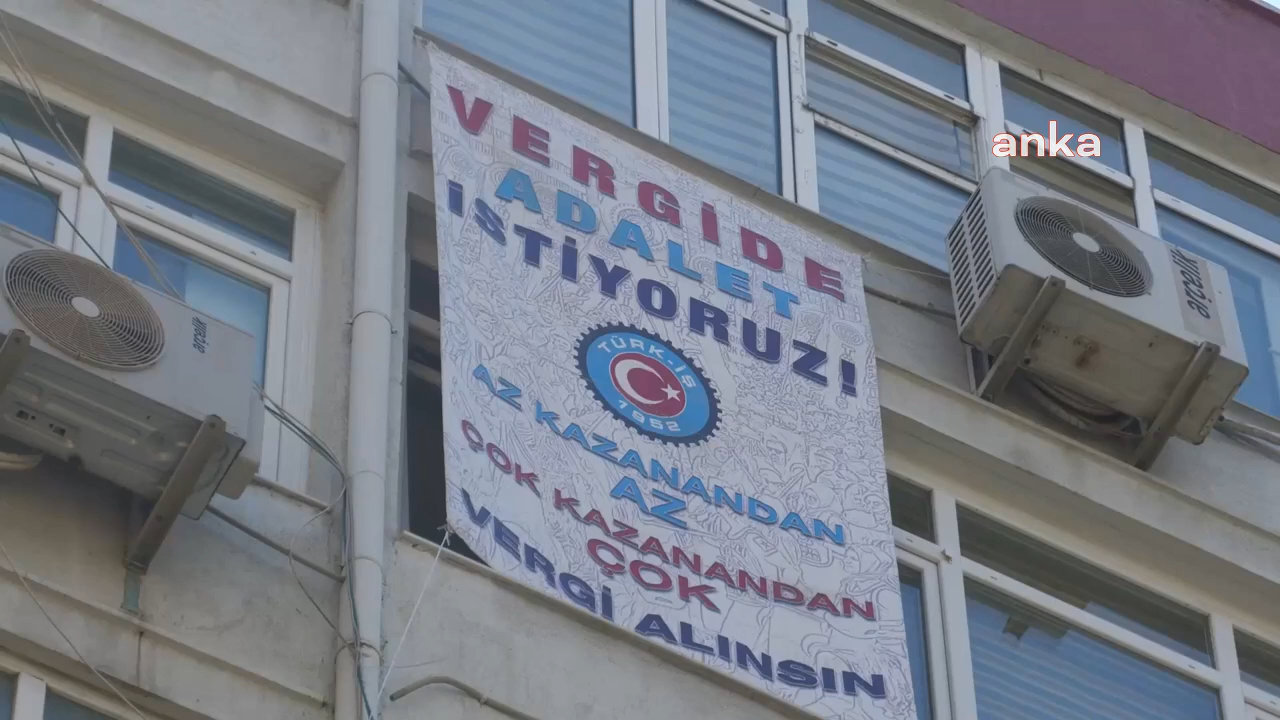 anka
VERGİDE
ADALET
İSTİYORUZ!
TÜRK-İŞ
1952
AZ KAZANANDAN
AZ
ÇOK KAZANANDAN
ÇOK
VERGİ ALINSIN
arçelik
arçelik